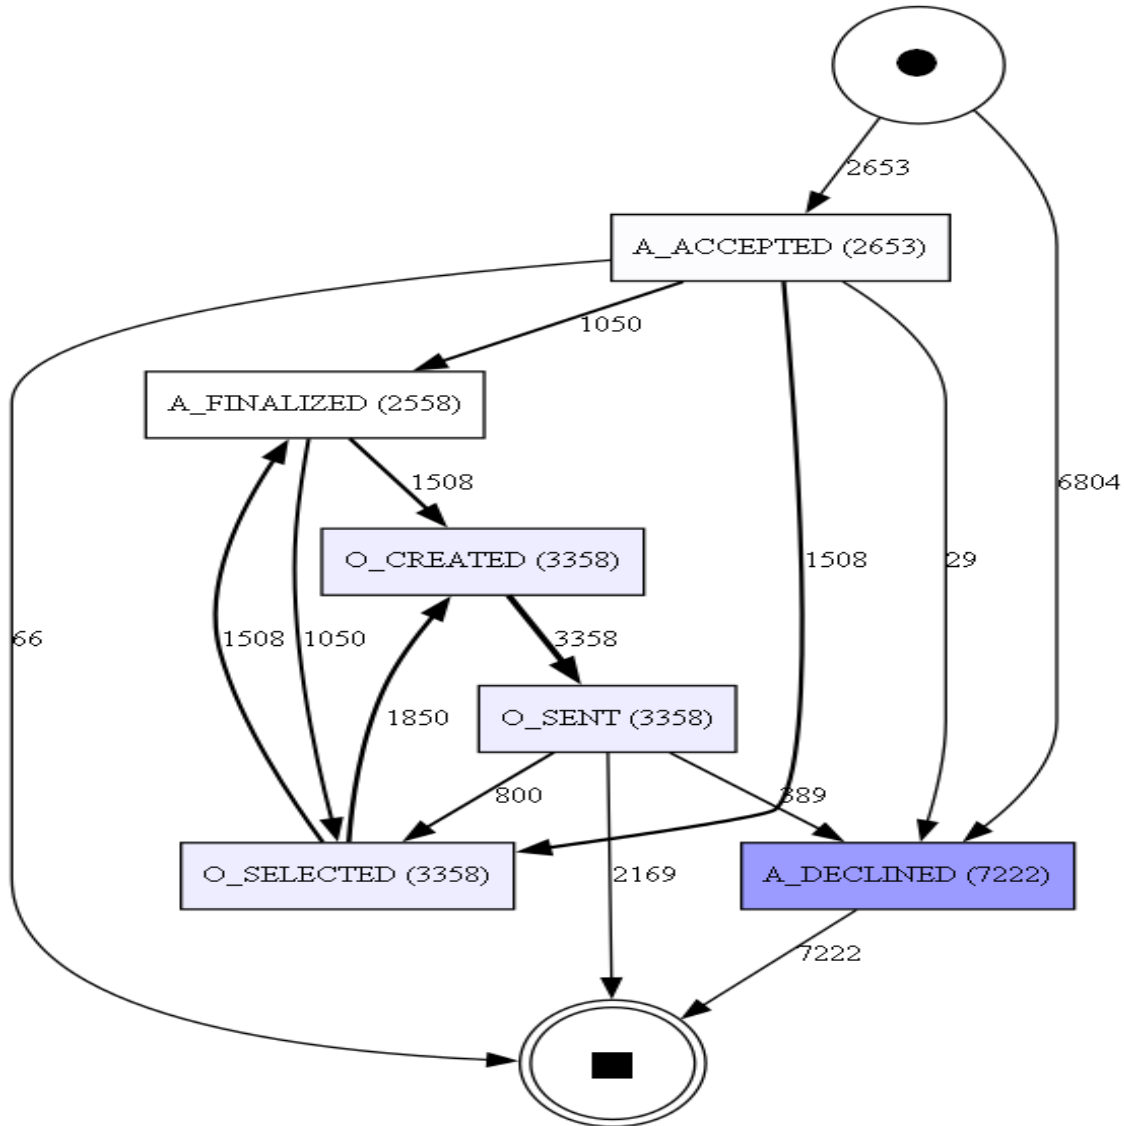 2653
A_ACCEPTED (2653)
1050
A_FINALIZED (2558)
1508
6804
O_CREATED (3358)
1508
29
66
1508
1050
3358
1850
O_SENT (3358)
800
389
O_SELECTED (3358)
2169
A_DECLINED (7222)
7222